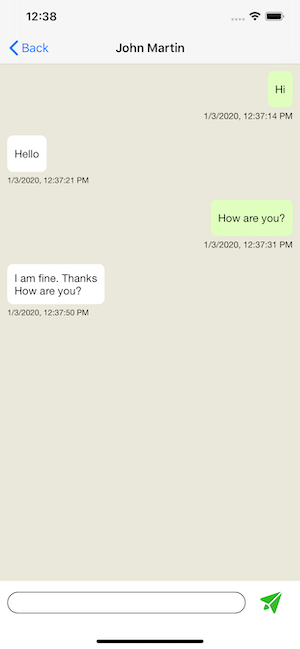 12:38
Back
John Martin
Hi
1/3/2020, 12:37:14 PM
Hello
1/3/2020, 12:37:21 PM
How are you?
1/3/2020, 12:37:31 PM
I am fine. Thanks
How are you?
1/3/2020, 12:37:50 PM